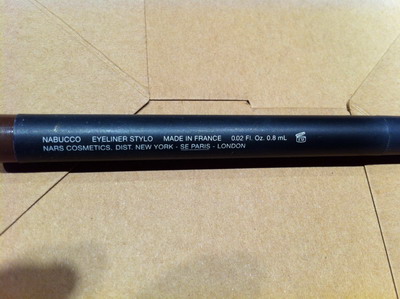 NABUCCO EYELINER STYLO MADE IN FRANCE 0.02 Fl. Oz. 0.8 mL
NARS COSMETICS. DIST. NEW YORK - SE PARIS - LONDON